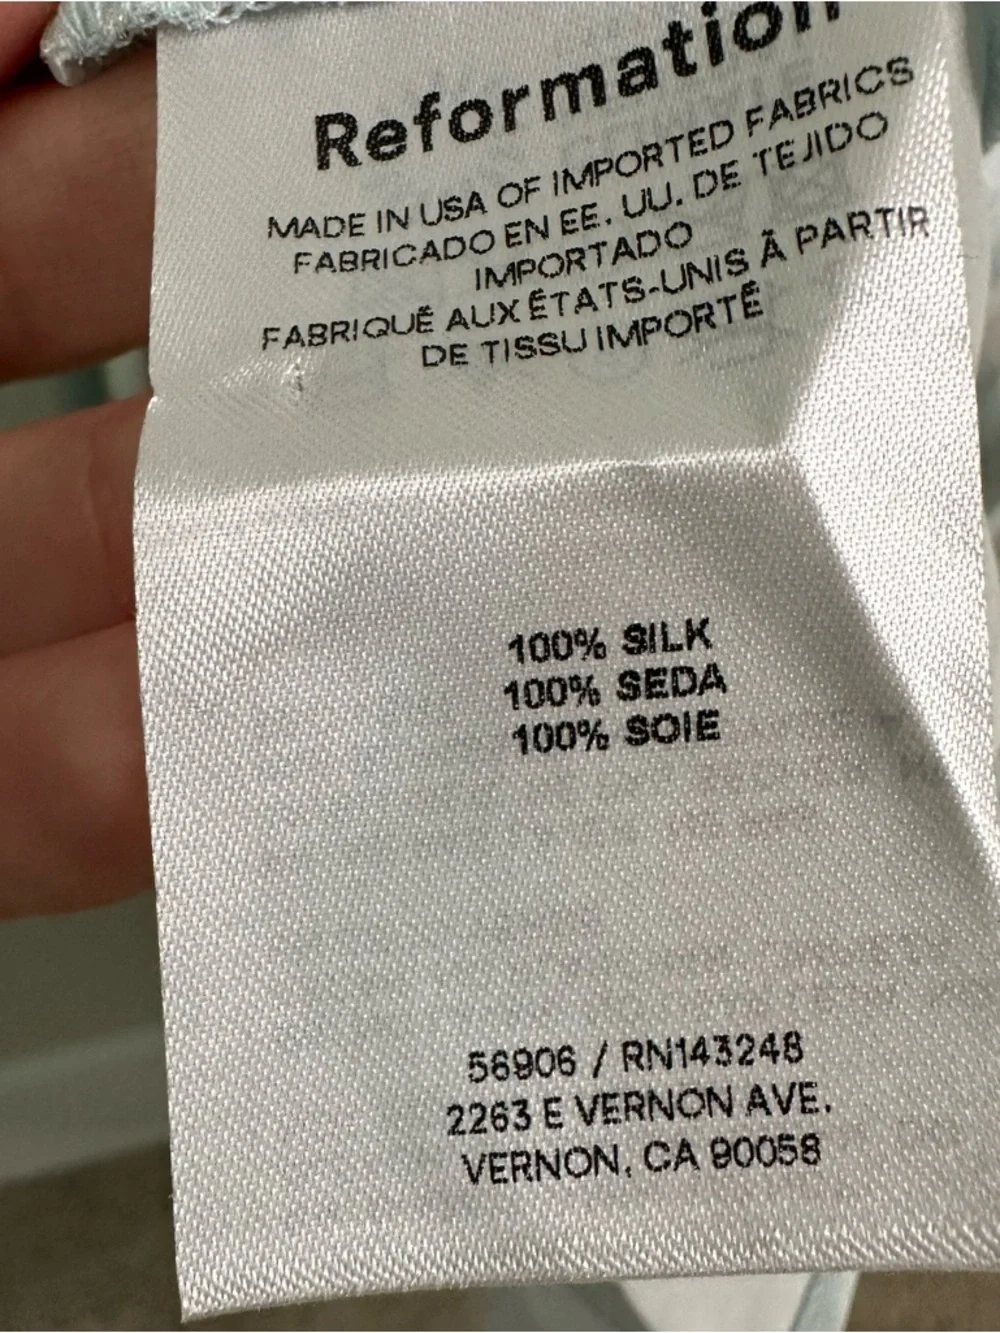 Reformation
MADE IN USA OF IMPORTED FABRICS
FABRICADO EN EE. UU. DE TEJIDO
IMPORTADO
FABRIQUÉ AUX ÉTATS-UNIS À PARTIR
DE TISSU IMPORTÉ
100% SILK
100% SEDA
100% SOIE
56906 / RN143248
2263 E VERNON AVE.
VERNON, CA 90058